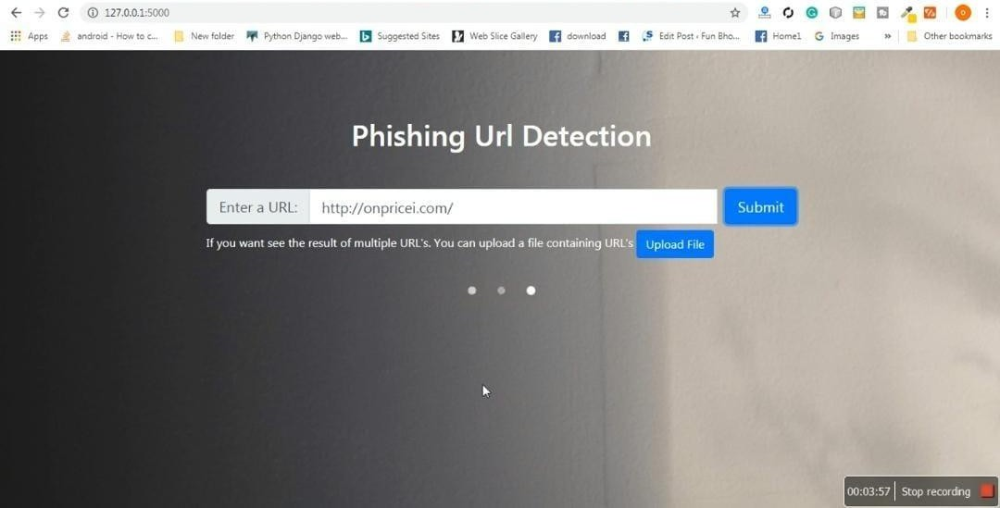 127.0.0.1:5000
Apps android - How to c... New folder Python Django web... Suggested Sites Web Slice Gallery download Edit Post ‹ Fun Bho... Home1 Images » Other bookmarks
Phishing Url Detection
Enter a URL: http://onpricei.com/ Submit
If you want see the result of multiple URL's. You can upload a file containing URL's Upload File
00:03:57 Stop recording